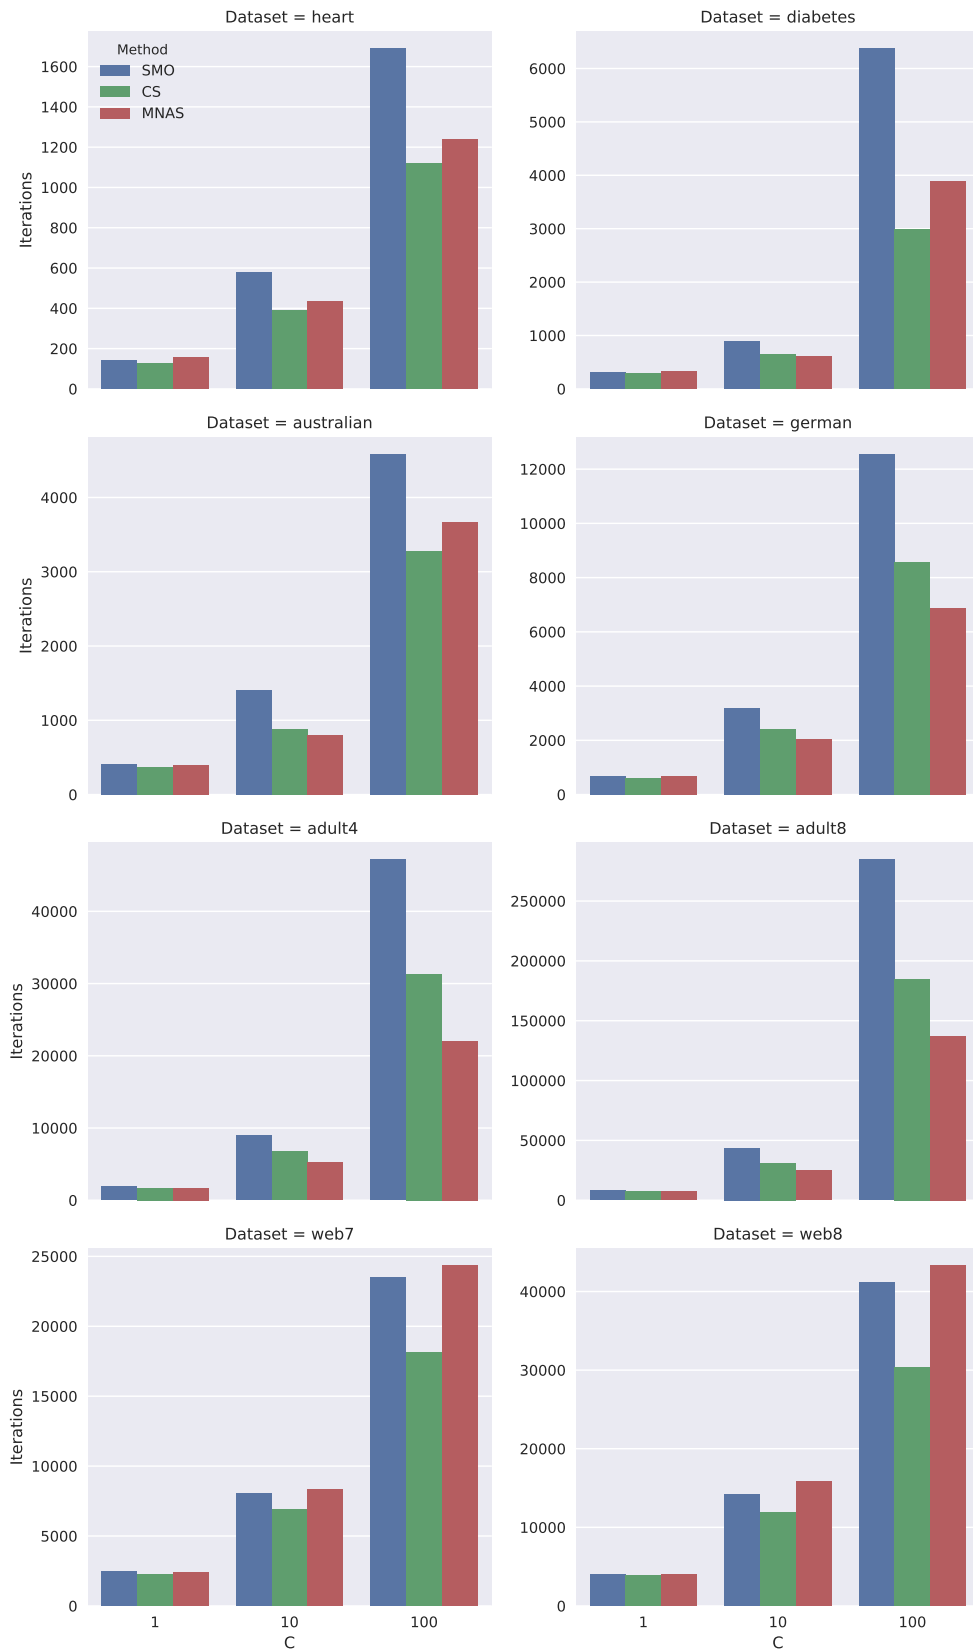 Dataset = heart
Method
SMO
CS
MNAS
1600
1400
1200
1000
800
600
400
200
0
Iterations
Dataset = diabetes
6000
5000
4000
3000
2000
1000
0
Dataset = australian
4000
3000
2000
1000
0
Iterations
Dataset = german
12000
10000
8000
6000
4000
2000
0
Dataset = adult4
40000
30000
20000
10000
0
Iterations
Dataset = adult8
250000
200000
150000
100000
50000
0
Dataset = web7
25000
20000
15000
10000
5000
0
Iterations
1 10 100
C
Dataset = web8
40000
30000
20000
10000
0
1 10 100
C